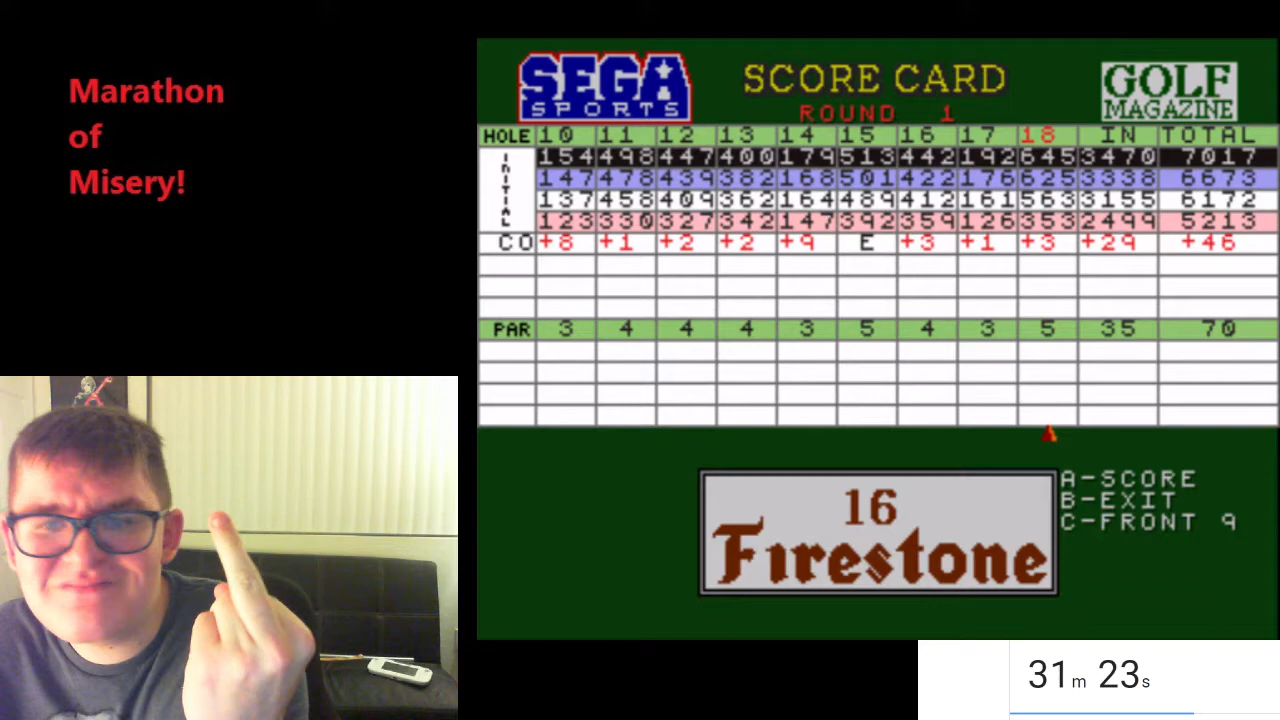 Marathon
of
Misery!
SEGA
SPORTS
SCORE CARD
ROUND 1
GOLF
MAGAZINE
HOLE 10 11 12 13 14 15 16 17 18 IN TOTAL
INITIAL
154 498 447 400 179 513 442 192 645 3470 7017
147 478 439 382 168 501 422 176 625 3338 6673
137 458 409 362 164 489 412 161 563 3155 6172
123 330 327 342 147 392 359 126 353 2499 5213
CO +8 +1 +2 +2 +9 E +3 +1 +3 +29 +46
PAR 3 4 4 4 3 5 4 3 5 35 70
16
Firestone
A-SCORE
B-EXIT
C-FRONT 9
31m 23s